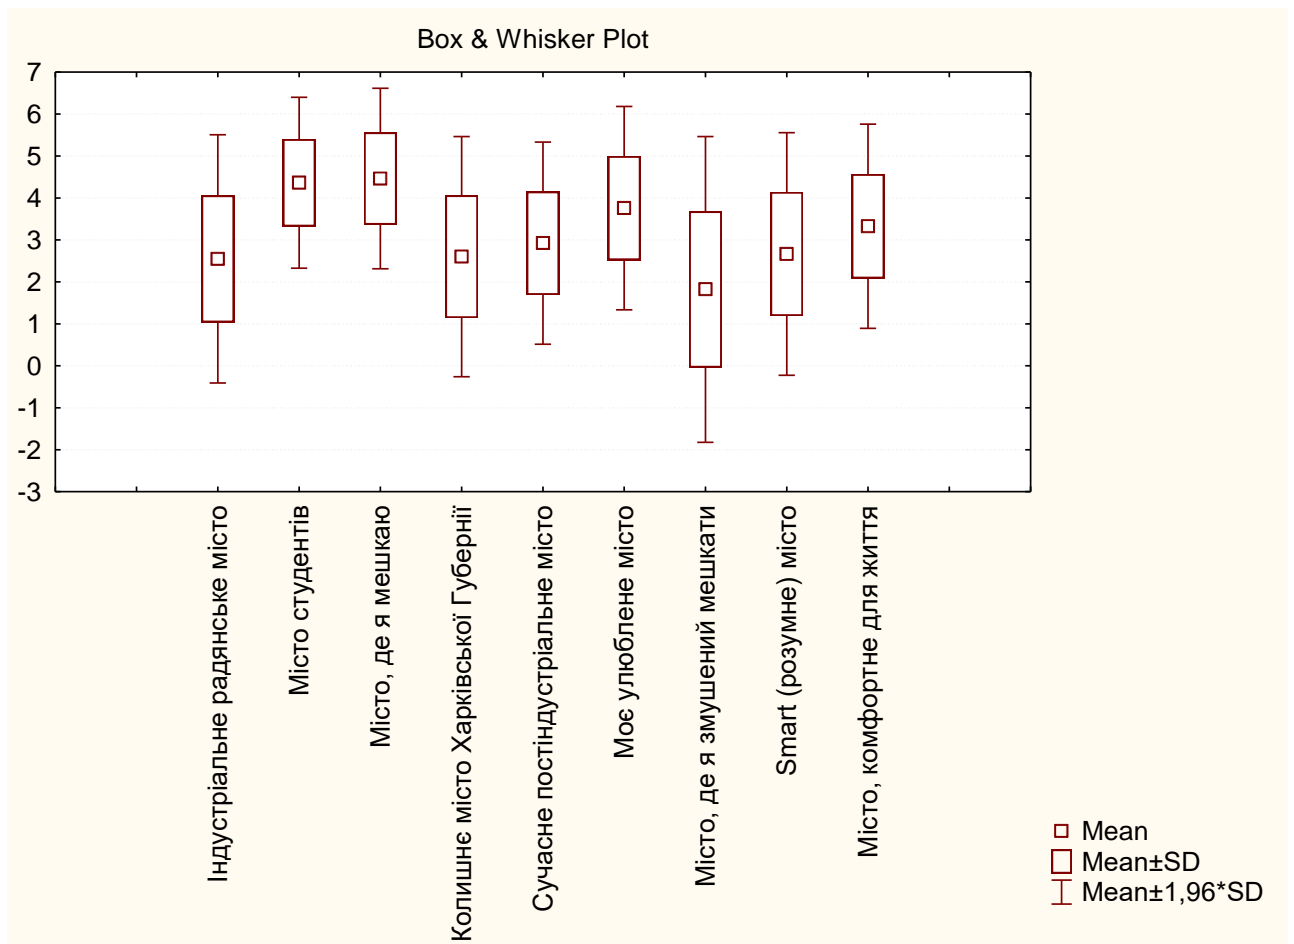 Box & Whisker Plot
7
6
5
4
3
2
1
0
-1
-2
-3
Індустріальне радянське місто
Місто студентів
Місто, де я мешкаю
Колишнє місто Харківської Губернії
Сучасне постіндустріальне місто
Моє улюблене місто
Місто, де я змушений мешкати
Smart (розумне) місто
Місто, комфортне для життя
Mean
Mean±SD
Mean±1,96*SD